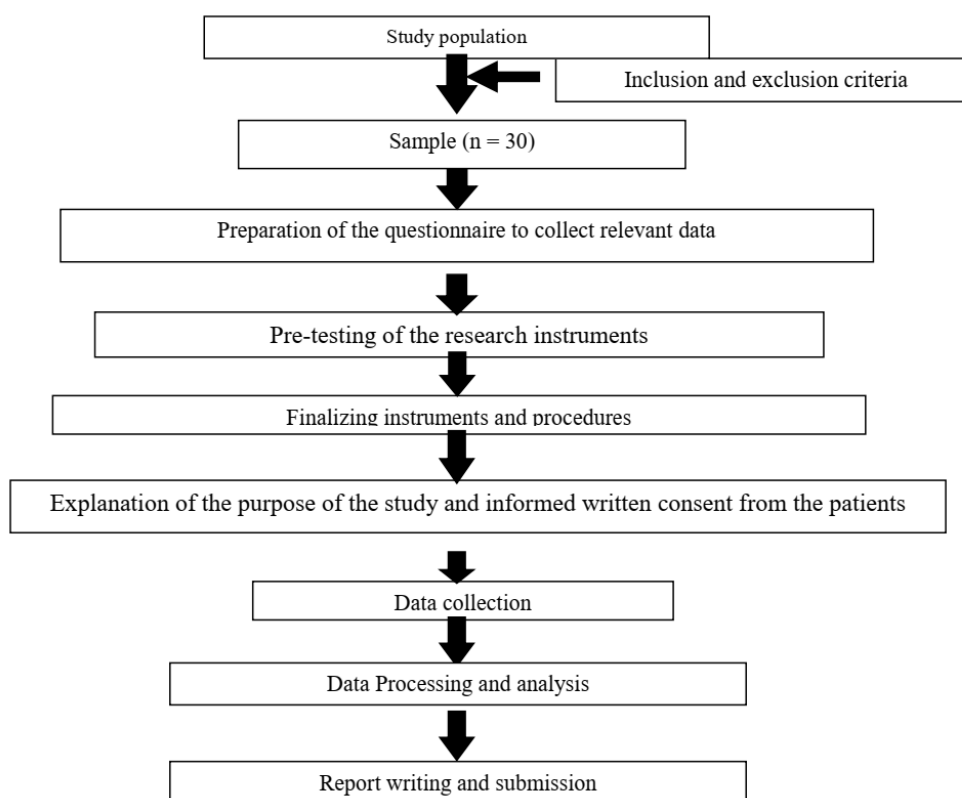 Study population
Inclusion and exclusion criteria
Sample (n = 30)
Preparation of the questionnaire to collect relevant data
Pre-testing of the research instruments
Finalizing instruments and procedures
Explanation of the purpose of the study and informed written consent from the patients
Data collection
Data Processing and analysis
Report writing and submission